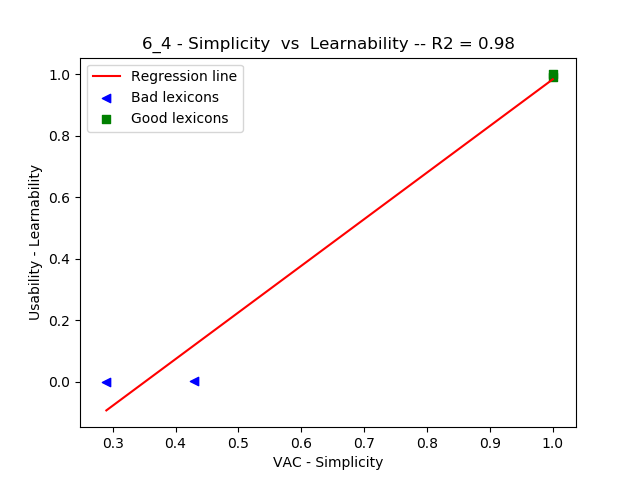 6_4 - Simplicity  vs  Learnability -- R2 = 0.98
Regression line
Bad lexicons
Good lexicons
Usability - Learnability
1.0
0.8
0.6
0.4
0.2
0.0
0.3 0.4 0.5 0.6 0.7 0.8 0.9 1.0
VAC - Simplicity